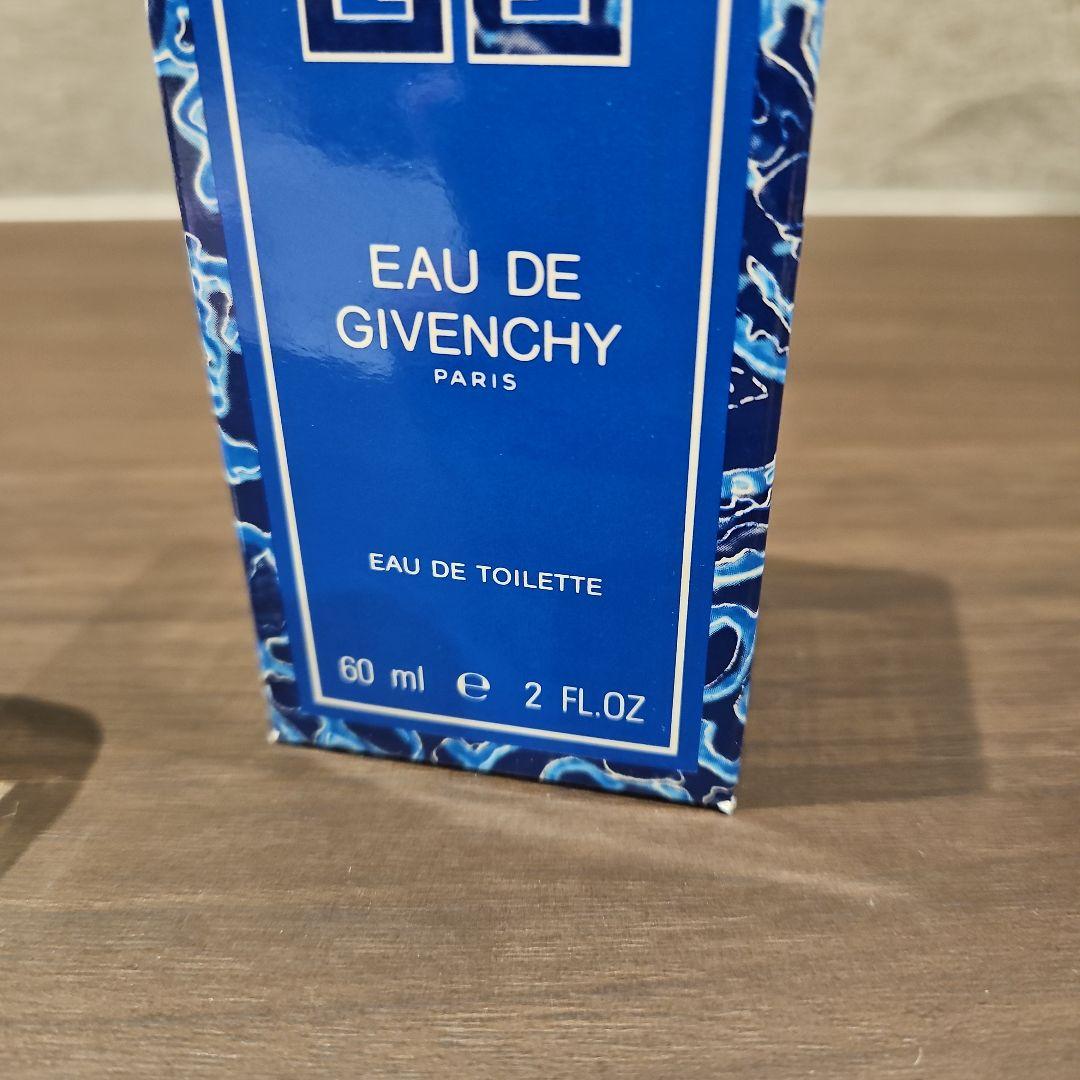 EAU DE
GIVENCHY
PARIS
EAU DE TOILETTE
60 ml ℮ 2 FL.OZ